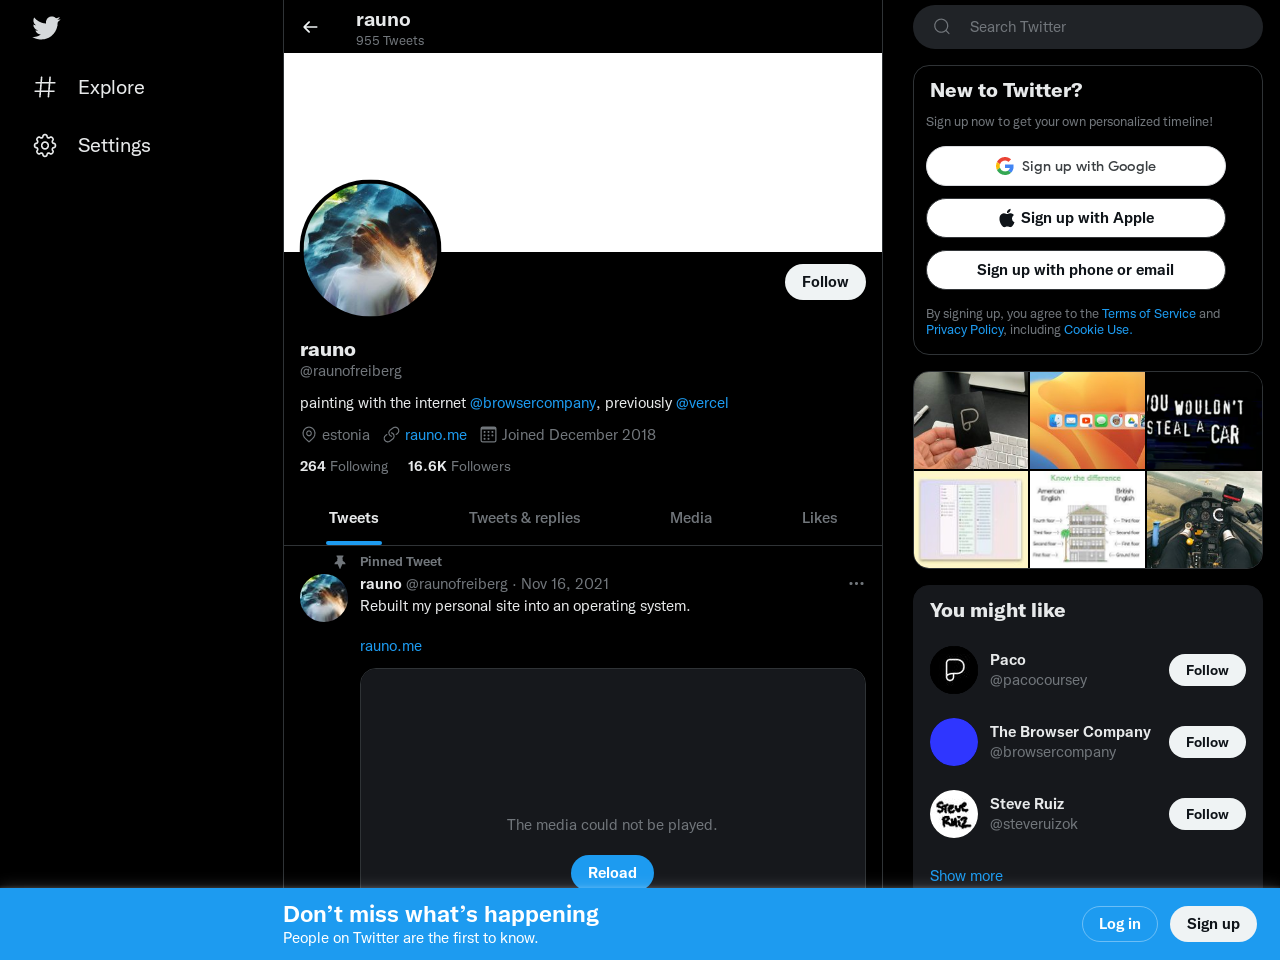 Explore
Settings
rauno
955 Tweets
Follow
rauno
@raunofreiberg
painting with the internet @browsercompany, previously @vercel
estonia rauno.me Joined December 2018
264 Following 16.6K Followers
Tweets Tweets & replies Media Likes
Pinned Tweet
rauno @raunofreiberg · Nov 16, 2021
Rebuilt my personal site into an operating system.
rauno.me
The media could not be played.
Reload
Search Twitter
New to Twitter?
Sign up now to get your own personalized timeline!
Sign up with Google
Sign up with Apple
Sign up with phone or email
By signing up, you agree to the Terms of Service and
Privacy Policy, including Cookie Use.
YOU WOULDN'T
STEAL A CAR
Know the difference
American
English
British
English
You might like
Paco
@pacocoursey
Follow
The Browser Company
@browsercompany
Follow
STEVE
RUIZ
Steve Ruiz
@steveruizok
Follow
Show more
Don’t miss what’s happening
People on Twitter are the first to know.
Log in
Sign up